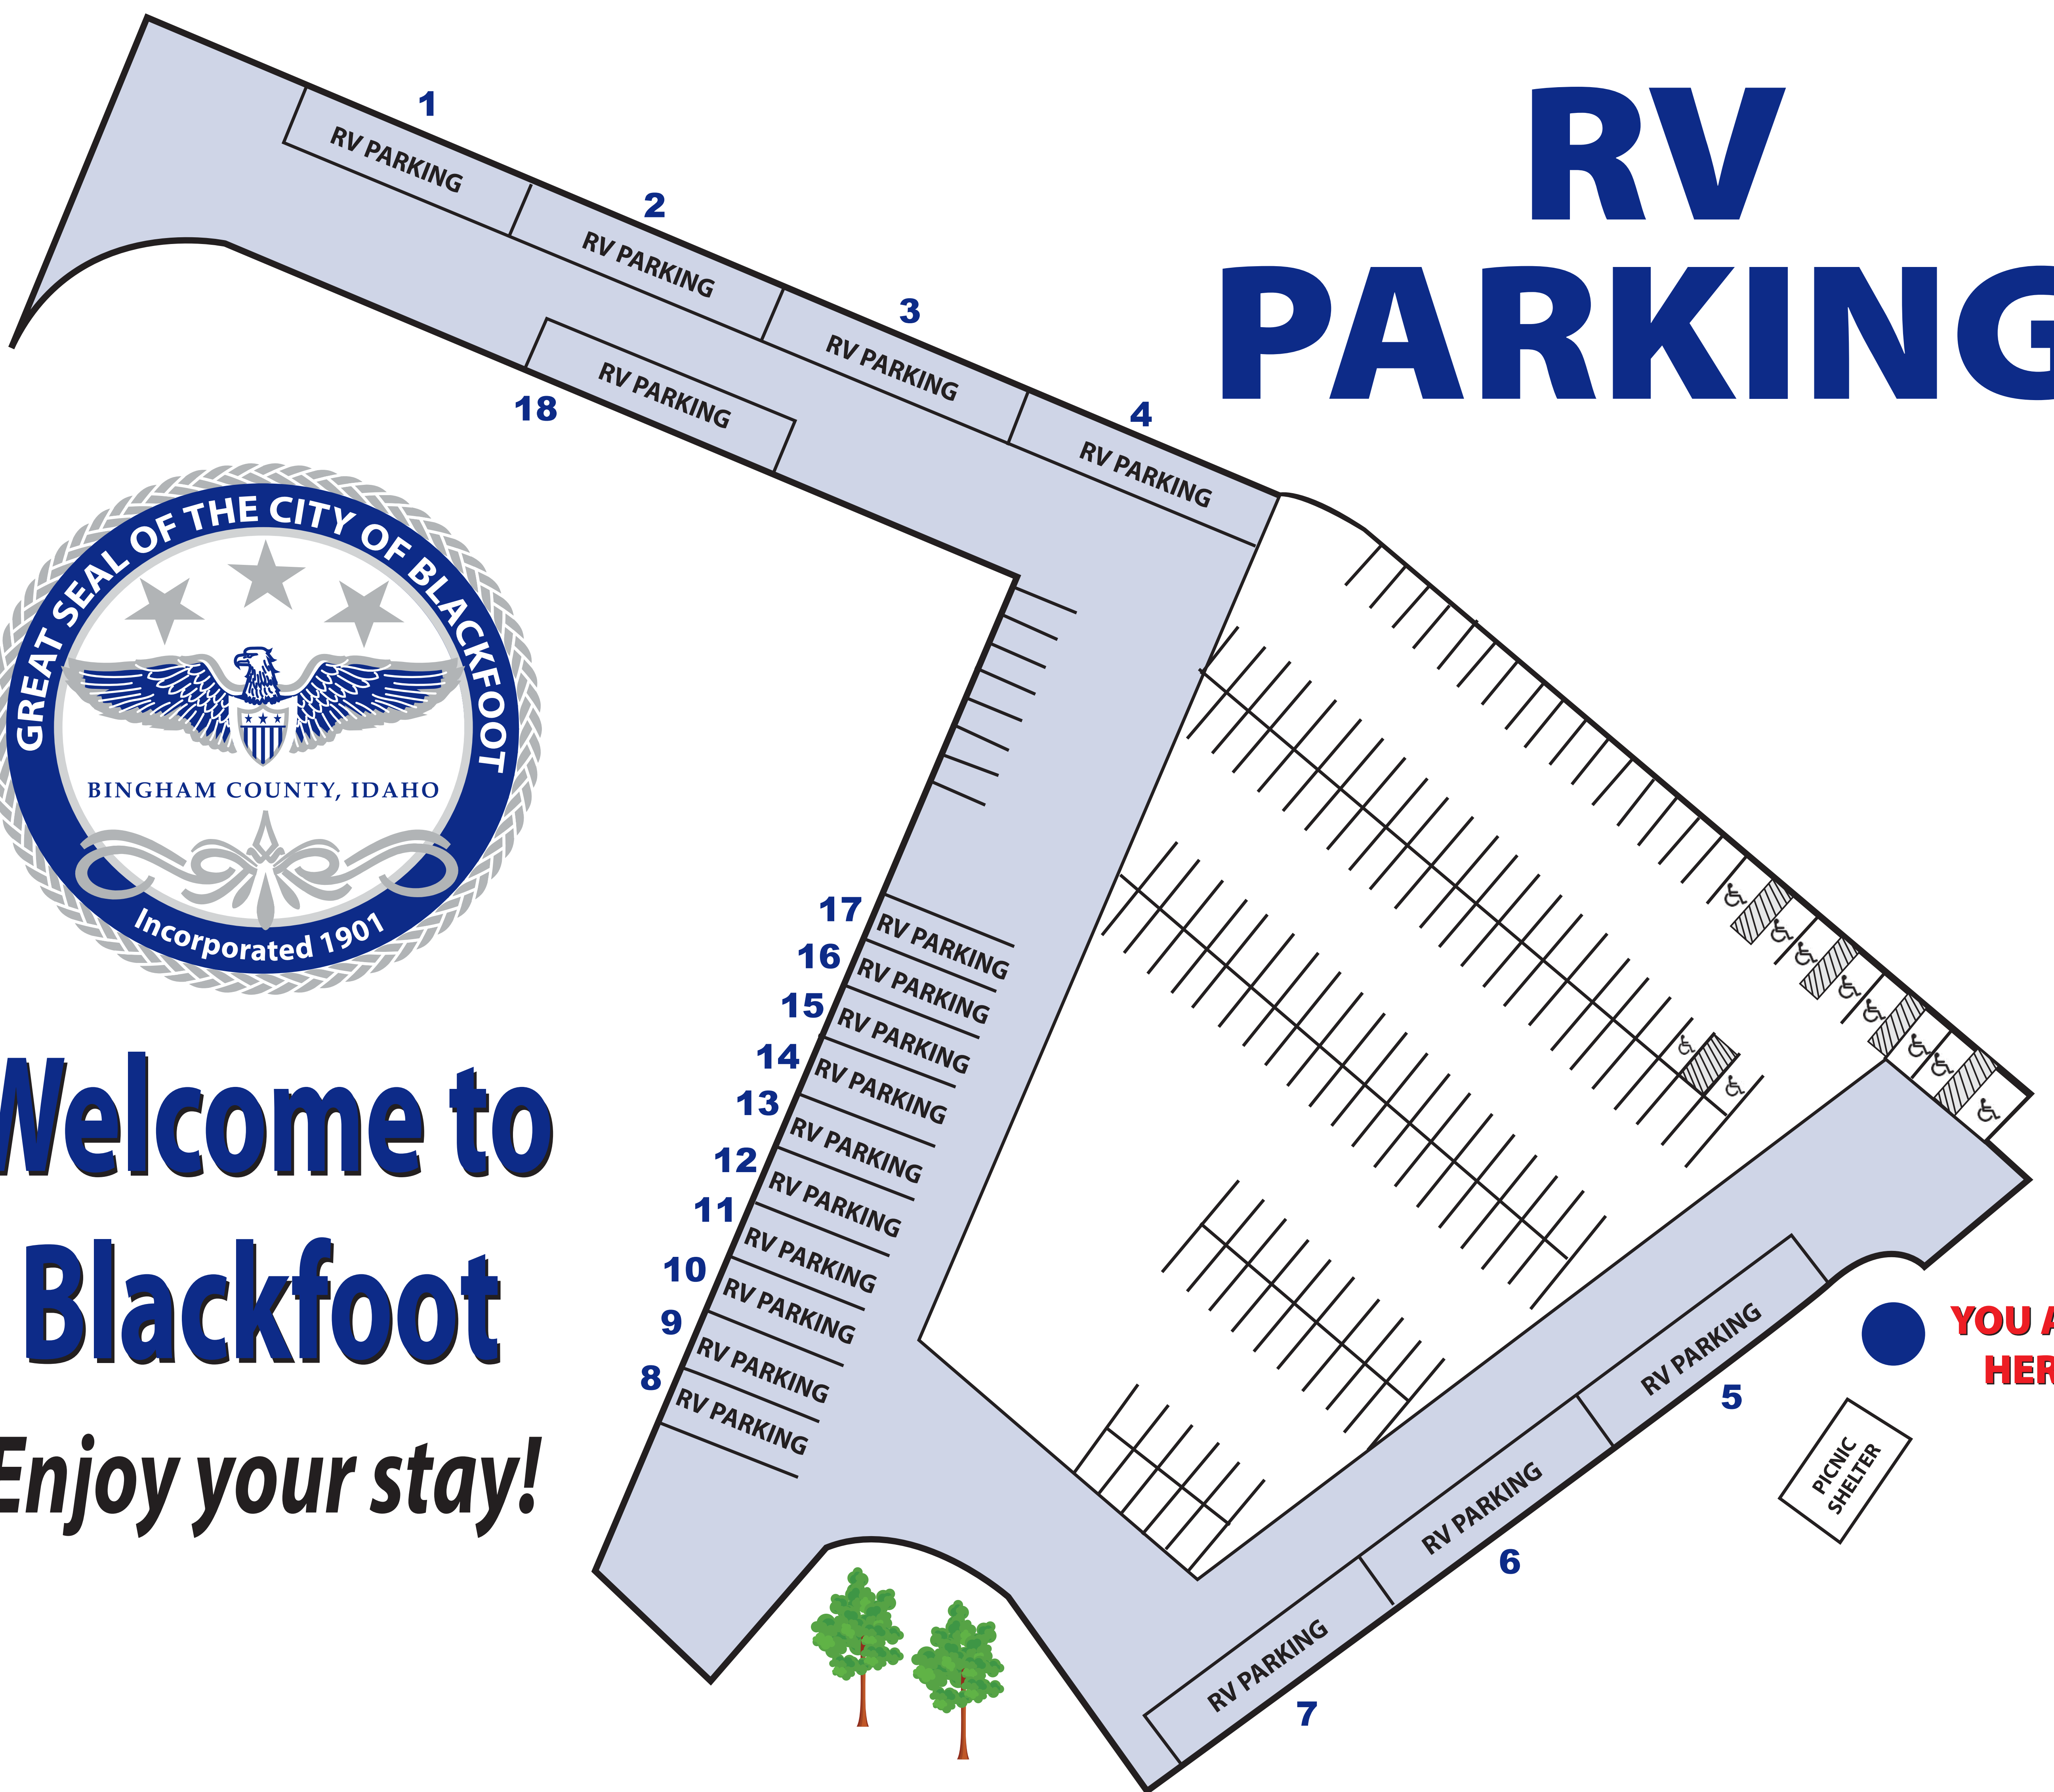 RV
PARKING
1
RV PARKING
2
RV PARKING
3
RV PARKING
4
RV PARKING
18
RV PARKING
GREAT SEAL OF THE CITY OF BLACKFOOT
BINGHAM COUNTY, IDAHO
Incorporated 1901
Welcome to
Blackfoot
Enjoy your stay!
17
RV PARKING
16
RV PARKING
15
RV PARKING
14
RV PARKING
13
RV PARKING
12
RV PARKING
11
RV PARKING
10
RV PARKING
9
RV PARKING
8
RV PARKING
RV PARKING
5
RV PARKING
6
RV PARKING
7
YOU A
HER
PICNIC
SHELTER